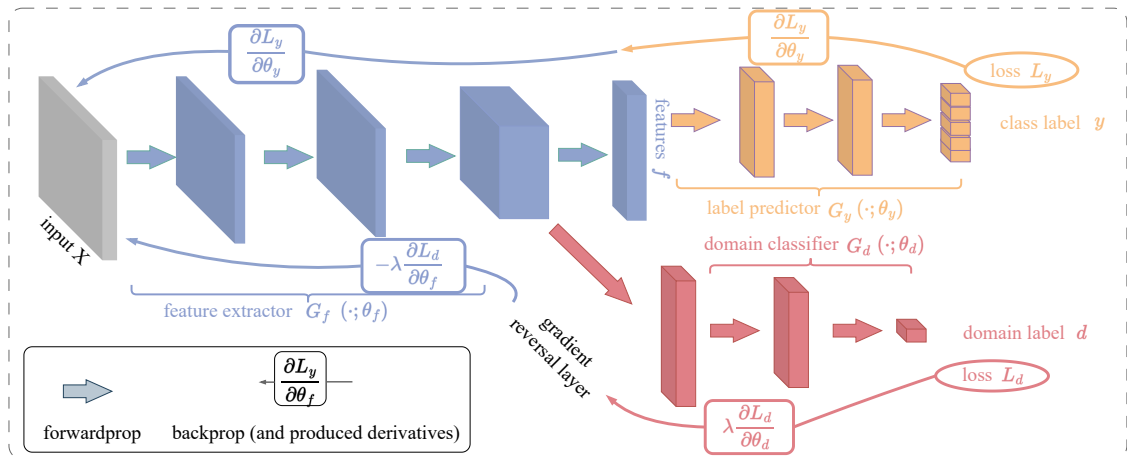 ∂L_y
∂θ_y
∂L_y
∂θ_y
loss L_y
features f
class label y
input X
label predictor G_y (·; θ_y)
domain classifier G_d (·; θ_d)
−λ ∂L_d
∂θ_f
feature extractor G_f (·; θ_f)
gradient
reversal layer
domain label d
loss L_d
λ ∂L_d
∂θ_d
∂L_y
∂θ_f
forwardprop
backprop (and produced derivatives)